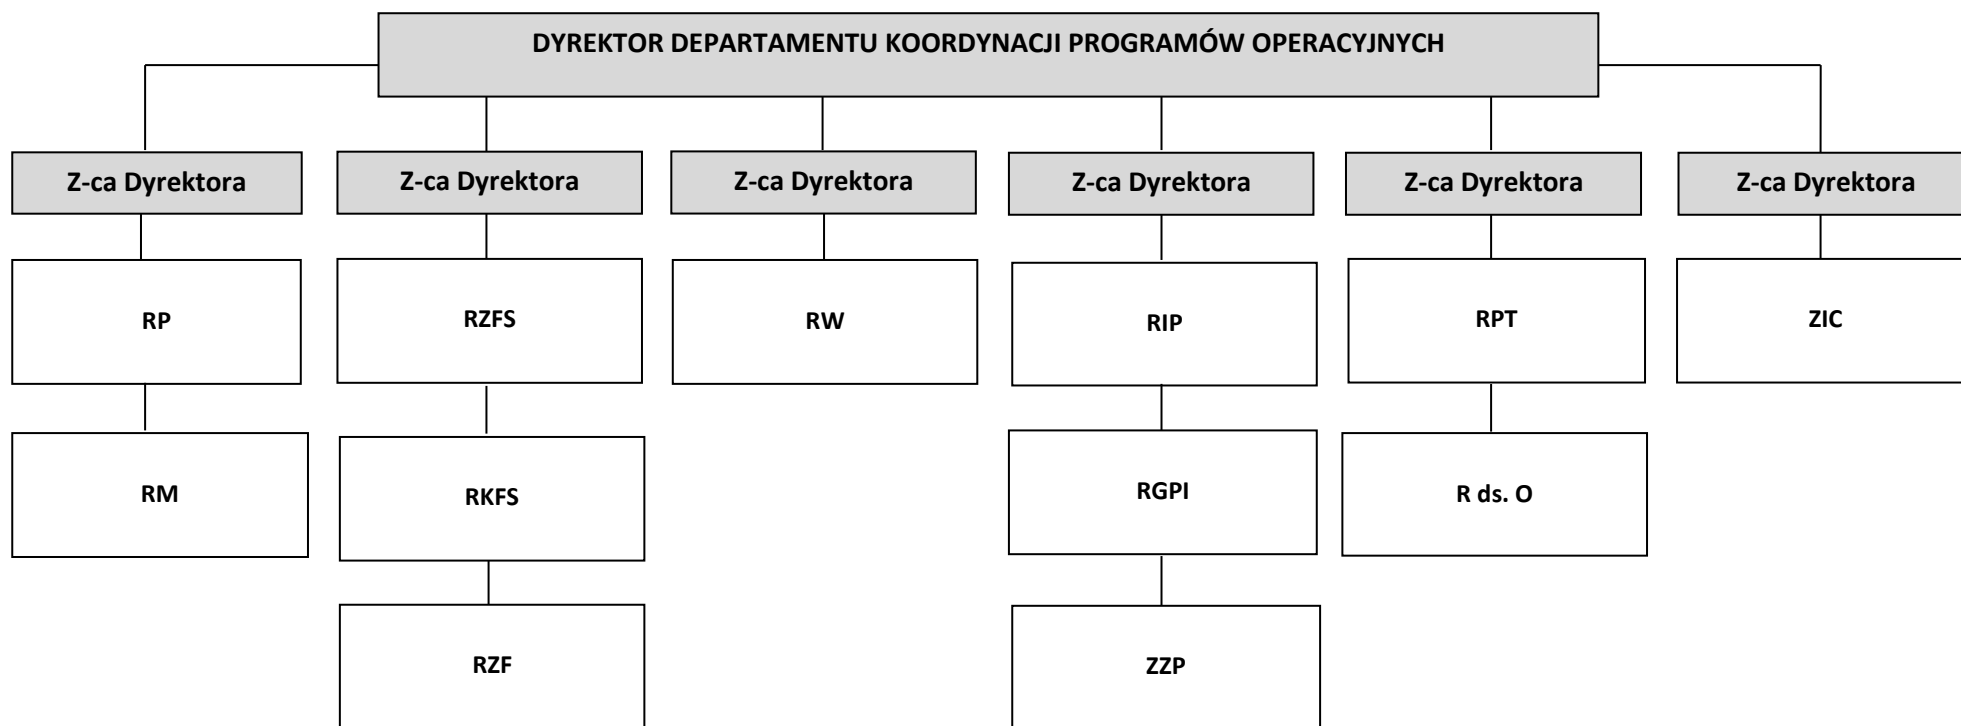 DYREKTOR DEPARTAMENTU KOORDYNACJI PROGRAMÓW OPERACYJNYCH
Z-ca Dyrektora
Z-ca Dyrektora
Z-ca Dyrektora
Z-ca Dyrektora
Z-ca Dyrektora
Z-ca Dyrektora
RP
RZFS
RW
RIP
RPT
ZIC
RM
RKFS
RGPI
R ds. O
RZF
ZZP